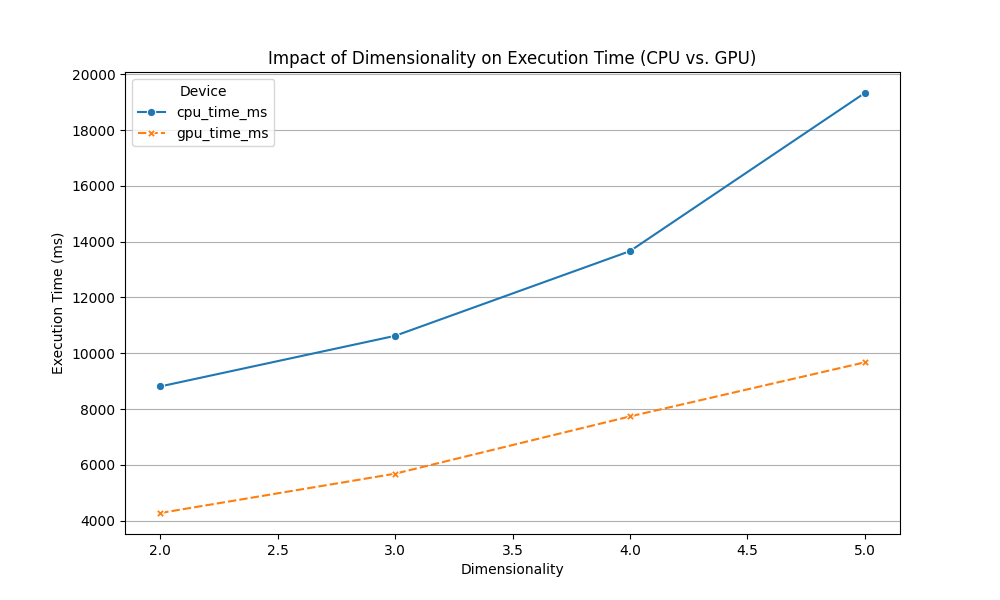 Impact of Dimensionality on Execution Time (CPU vs. GPU)
Device
cpu_time_ms
gpu_time_ms
Execution Time (ms)
20000
18000
16000
14000
12000
10000
8000
6000
4000
2.0
2.5
3.0
3.5
4.0
4.5
5.0
Dimensionality